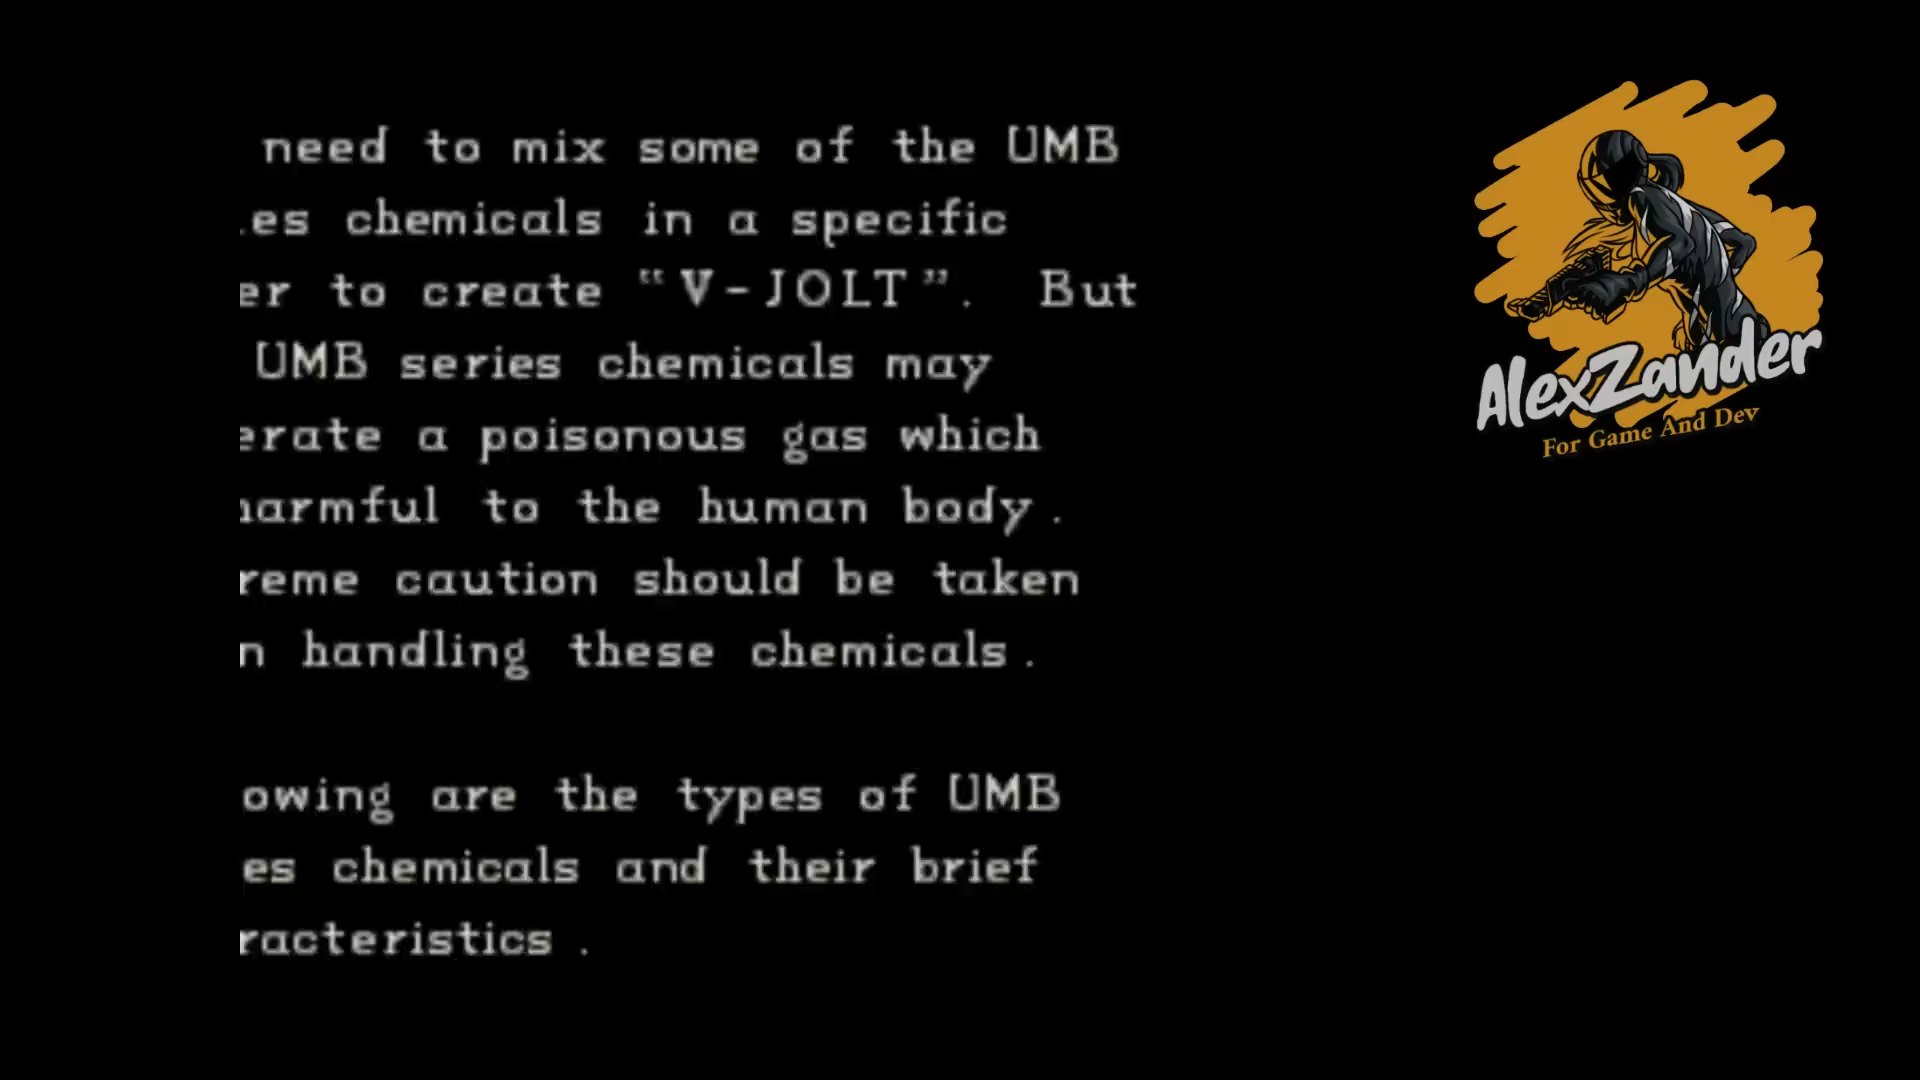 need to mix some of the UMB
es chemicals in a specific
er to create “V-JOLT”. But
UMB series chemicals may
erate a poisonous gas which
harmful to the human body.
reme caution should be taken
n handling these chemicals.
owing are the types of UMB
es chemicals and their brief
racteristics.
AlexZander
For Game And Dev